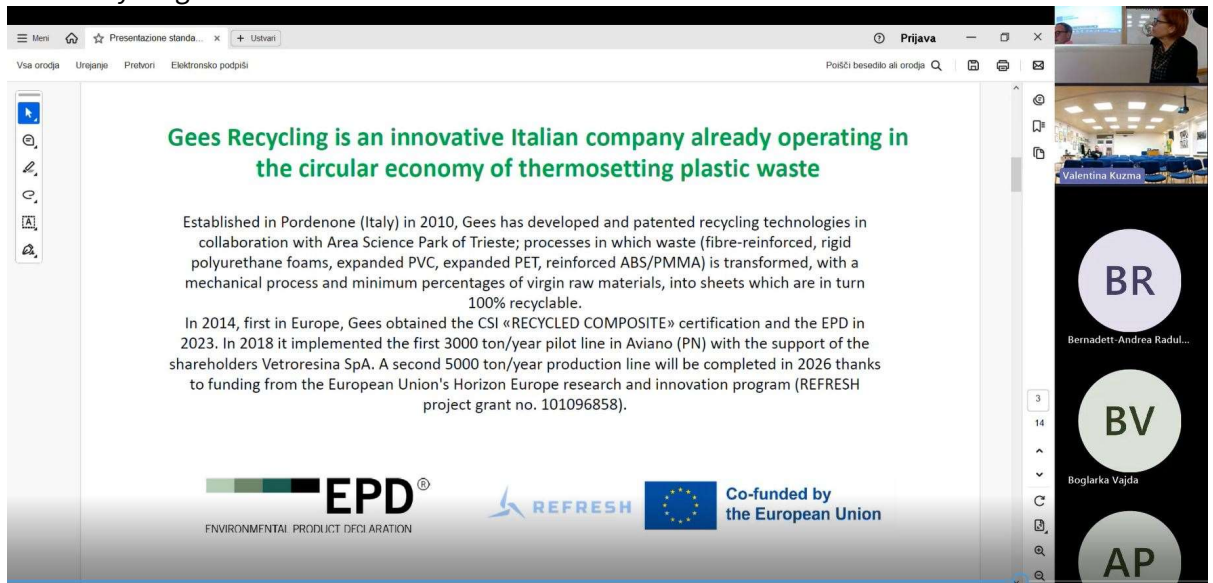 Meni
Presentazione standa...
Ustvari
Prijava
Vsa orodja
Urejanje
Pretvori
Elektronsko podpiši
Poišči besedilo ali orodja
Gees Recycling is an innovative Italian company already operating in
the circular economy of thermosetting plastic waste
Established in Pordenone (Italy) in 2010, Gees has developed and patented recycling technologies in
collaboration with Area Science Park of Trieste; processes in which waste (fibre-reinforced, rigid
polyurethane foams, expanded PVC, expanded PET, reinforced ABS/PMMA) is transformed, with a
mechanical process and minimum percentages of virgin raw materials, into sheets which are in turn
100% recyclable.
In 2014, first in Europe, Gees obtained the CSI «RECYCLED COMPOSITE» certification and the EPD in
2023. In 2018 it implemented the first 3000 ton/year pilot line in Aviano (PN) with the support of the
shareholders Vetroresina SpA. A second 5000 ton/year production line will be completed in 2026 thanks
to funding from the European Union's Horizon Europe research and innovation program (REFRESH
project grant no. 101096858).
EPD®
ENVIRONMENTAL PRODUCT DECLARATION
REFRESH
Co-funded by
the European Union
3
14
Valentina Kuzma
BR
Bernadett-Andrea Radul...
BV
Boglarka Vajda
AP